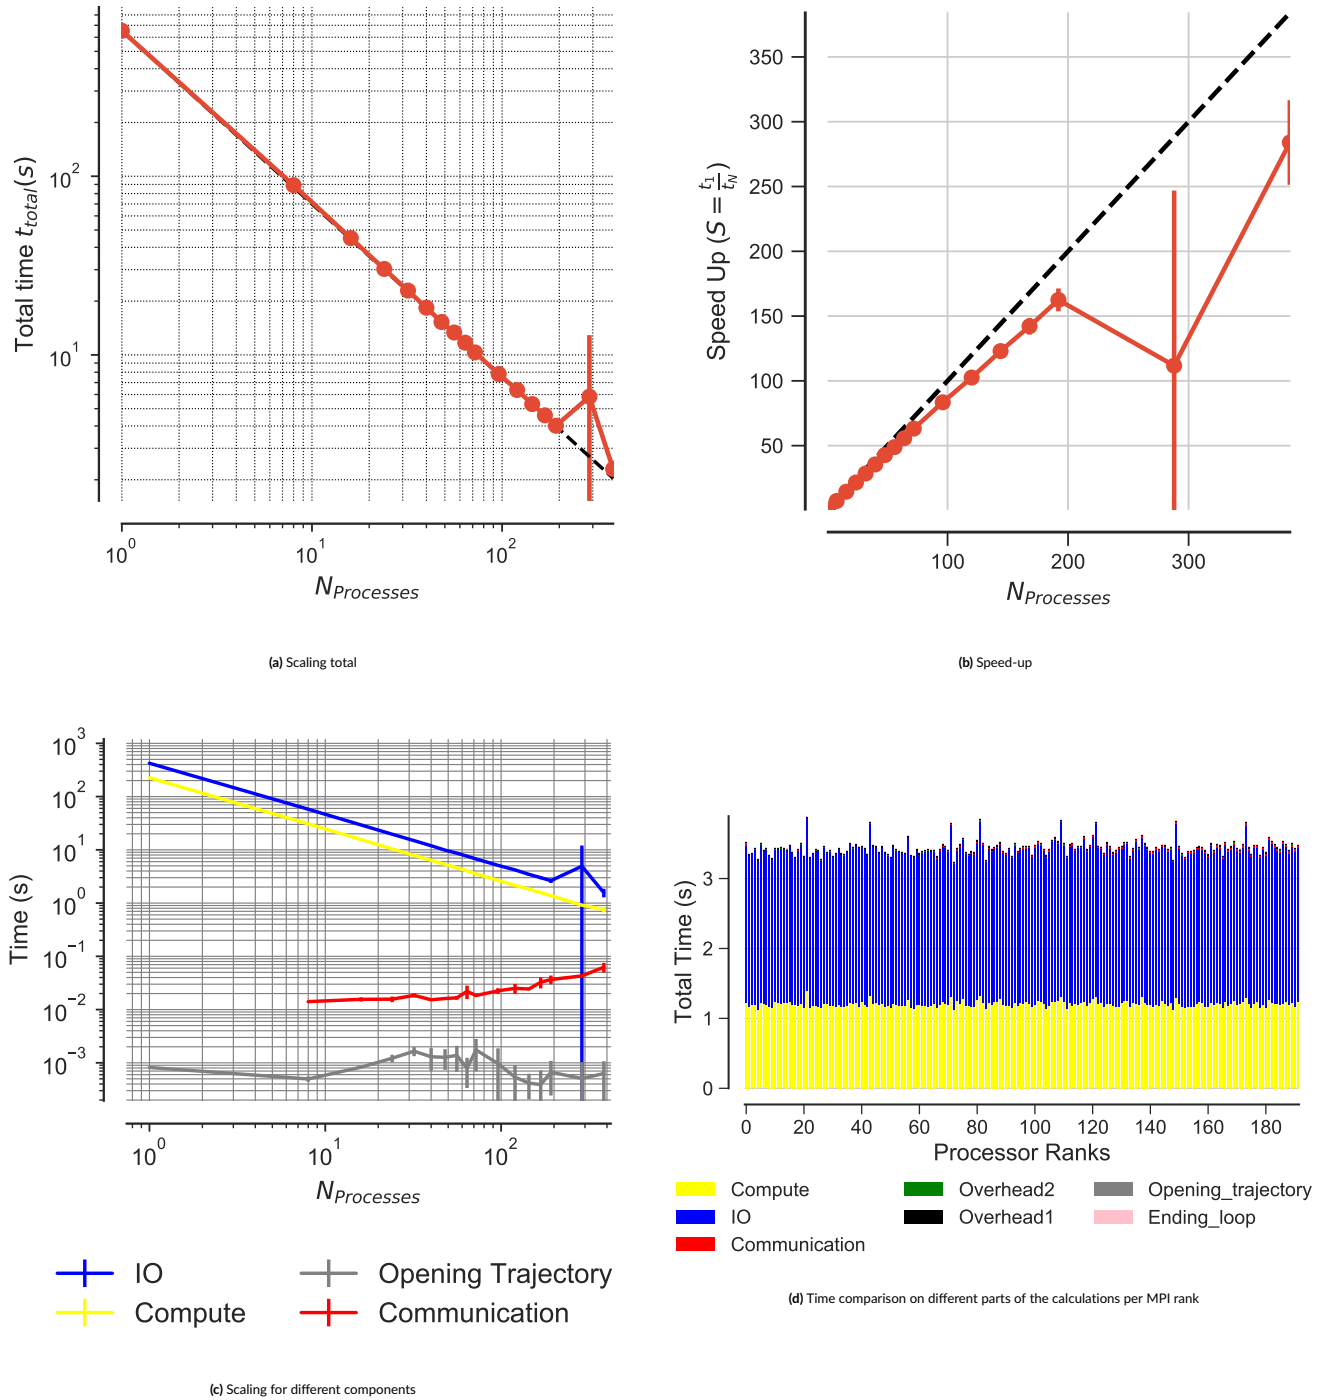 Total time t_total(s)
10^2
10^1
10^0 10^1 10^2
N_Processes
(a) Scaling total
Speed Up (S = t_1/t_N)
350
300
250
200
150
100
50
100 200 300
N_Processes
(b) Speed-up
Time (s)
10^3
10^2
10^1
10^0
10^−1
10^−2
10^−3
10^0 10^1 10^2
N_Processes
IO Opening Trajectory
Compute Communication
(c) Scaling for different components
Total Time (s)
3
2
1
0
0 20 40 60 80 100 120 140 160 180
Processor Ranks
Compute Overhead2 Opening_trajectory
IO Overhead1 Ending_loop
Communication
(d) Time comparison on different parts of the calculations per MPI rank